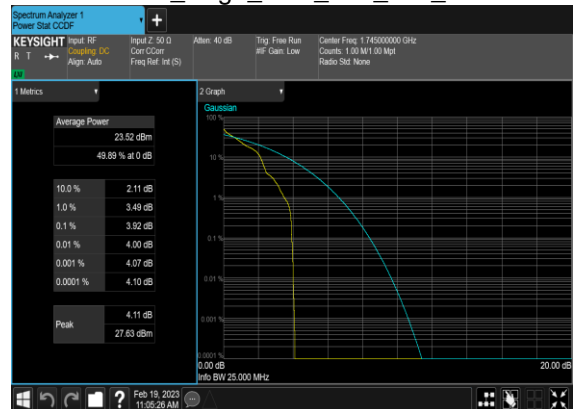 Spectrum Analyzer 1
Power Stat CCDF
KEYSIGHT
R T
LU
Input: RF
Coupling: DC
Align: Auto
Input Z: 50 Ω
Corr CCorr
Freq Ref: Int (S)
Atten: 40 dB
Trig: Free Run
#IF Gain: Low
Center Freq: 1.745000000 GHz
Counts: 1.00 M/1.00 Mpt
Radio Std: None
1 Metrics
Average Power
23.52 dBm
49.89 % at 0 dB
10.0 % 2.11 dB
1.0 % 3.49 dB
0.1 % 3.92 dB
0.01 % 4.00 dB
0.001 % 4.07 dB
0.0001 % 4.10 dB
Peak
4.11 dB
27.63 dBm
2 Graph
Gaussian
100 %
10 %
1 %
0.1 %
0.01 %
0.001 %
0.0001 %
0.00 dB 20.00 dB
Info BW 25.000 MHz
? Feb 19, 2023
11:05:26 AM